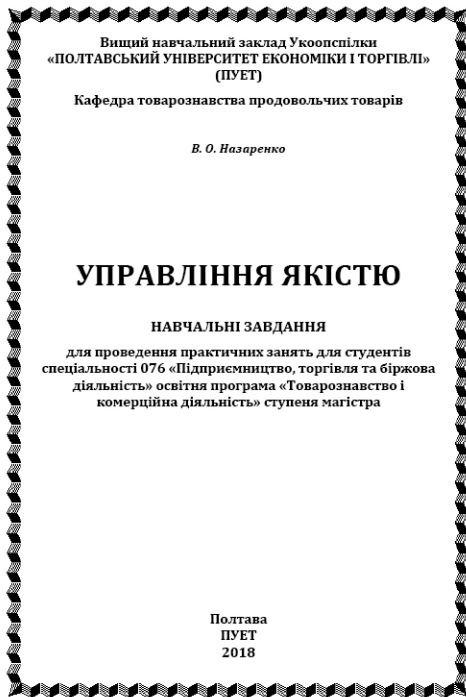 Вищий навчальний заклад Укоопспілки
«ПОЛТАВСЬКИЙ УНІВЕРСИТЕТ ЕКОНОМІКИ І ТОРГІВЛІ»
(ПУЕТ)
Кафедра товарознавства продовольчих товарів
В. О. Назаренко
УПРАВЛІННЯ ЯКІСТЮ
НАВЧАЛЬНІ ЗАВДАННЯ
для проведення практичних занять для студентів
спеціальності 076 «Підприємництво, торгівля та біржова
діяльність» освітня програма «Товарознавство і
комерційна діяльність» ступеня магістра
Полтава
ПУЕТ
2018